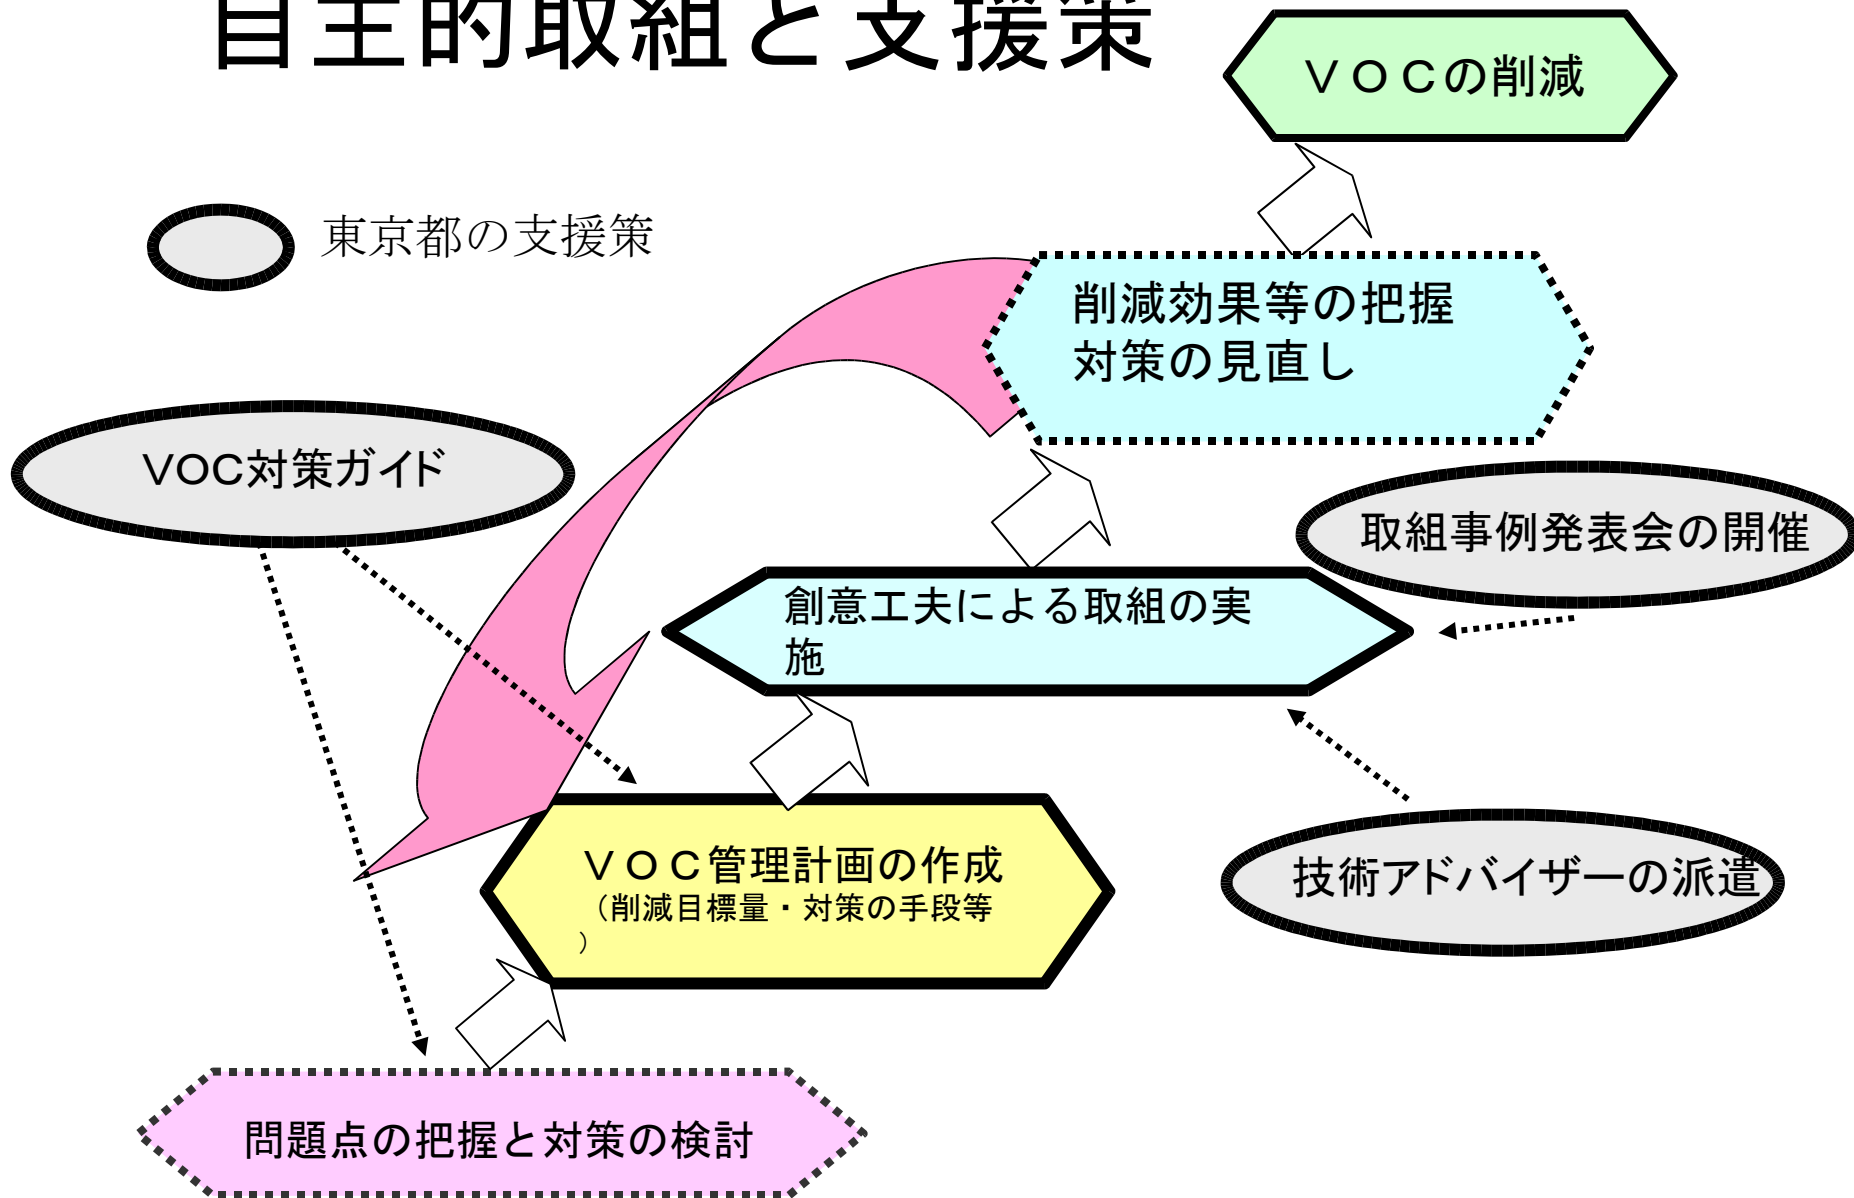 自主的取組と支援策
ＶＯＣの削減
東京都の支援策
削減効果等の把握
対策の見直し
VOC対策ガイド
取組事例発表会の開催
創意工夫による取組の実
施
ＶＯＣ管理計画の作成
（削減目標量・対策の手段等
）
技術アドバイザーの派遣
問題点の把握と対策の検討